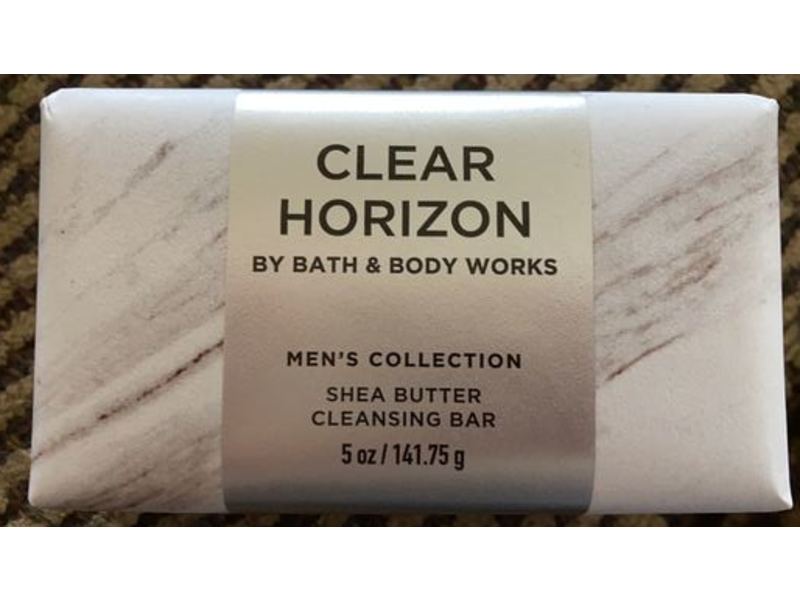 CLEAR
HORIZON
BY BATH & BODY WORKS
MEN'S COLLECTION
SHEA BUTTER
CLEANSING BAR
5 oz / 141.75 g